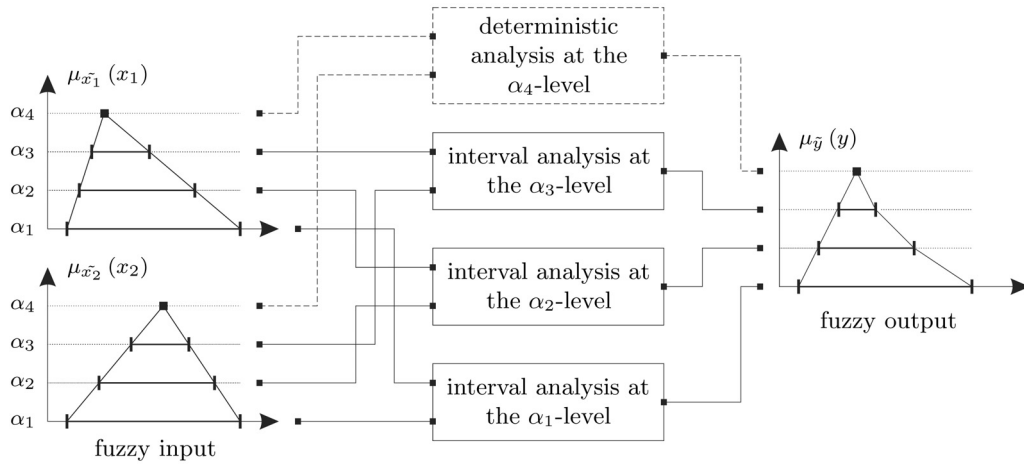 μx̃₁ (x₁)
α₄
α₃
α₂
α₁
μx̃₂ (x₂)
α₄
α₃
α₂
α₁
fuzzy input
deterministic
analysis at the
α₄-level
interval analysis at
the α₃-level
interval analysis at
the α₂-level
interval analysis at
the α₁-level
μỹ (y)
fuzzy output